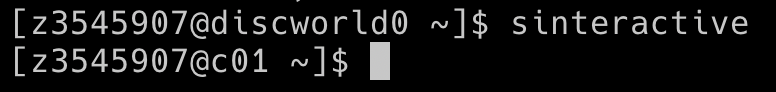 [z3545907@discworld0 ~]$ sinteractive
[z3545907@c01 ~]$